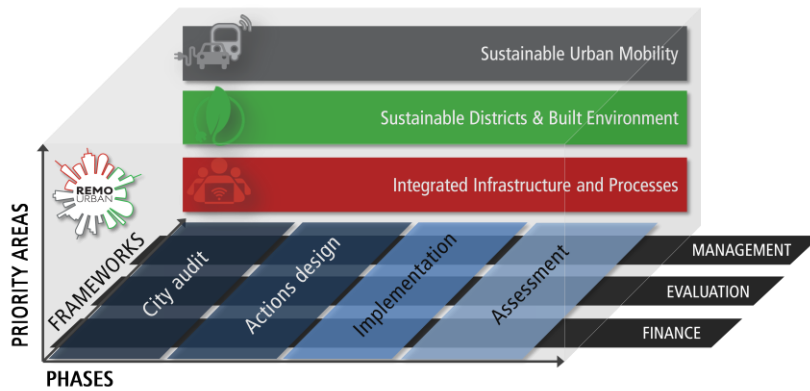 Sustainable Urban Mobility
Sustainable Districts & Built Environment
Integrated Infrastructure and Processes
REMO
URBAN
PRIORITY AREAS
FRAMEWORKS
City audit
Actions design
Implementation
Assessment
MANAGEMENT
EVALUATION
FINANCE
PHASES